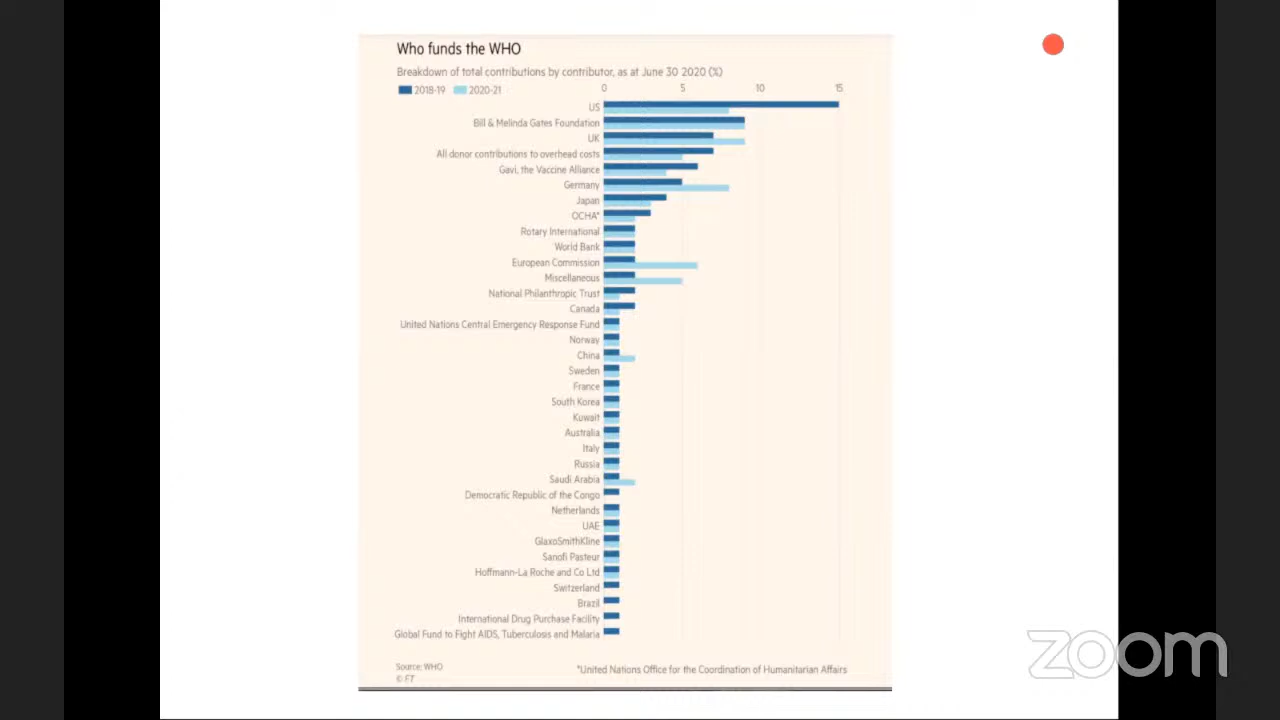 Who funds the WHO
Breakdown of total contributions by contributor, as at June 30 2020 (%)
2018-19 2020-21
0 5 10 15
US
Bill & Melinda Gates Foundation
UK
All donor contributions to overhead costs
Gavi, the Vaccine Alliance
Germany
Japan
OCHA*
Rotary International
World Bank
European Commission
Miscellaneous
National Philanthropic Trust
Canada
United Nations Central Emergency Response Fund
Norway
China
Sweden
France
South Korea
Kuwait
Australia
Italy
Russia
Saudi Arabia
Democratic Republic of the Congo
Netherlands
UAE
GlaxoSmithKline
Sanofi Pasteur
Hoffmann-La Roche and Co Ltd
Switzerland
Brazil
International Drug Purchase Facility
Global Fund to Fight AIDS, Tuberculosis and Malaria
Source: WHO
*United Nations Office for the Coordination of Humanitarian Affairs
© FT
zoom